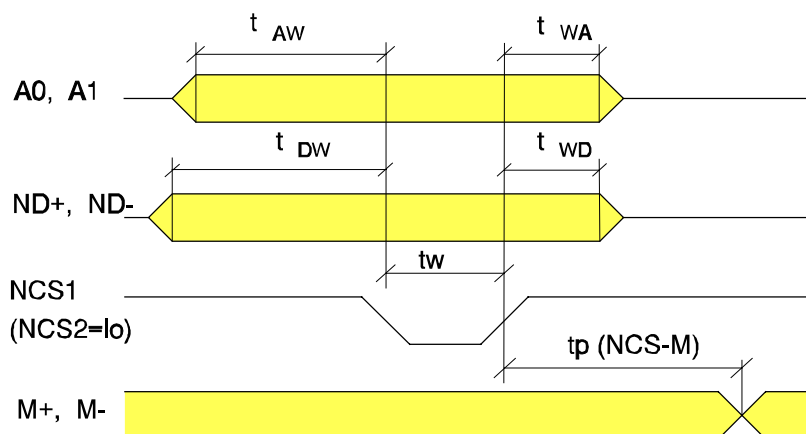 t AW
t WA
A0, A1
t DW
t WD
ND+, ND-
tw
NCS1
(NCS2=lo)
tp (NCS-M)
M+, M-